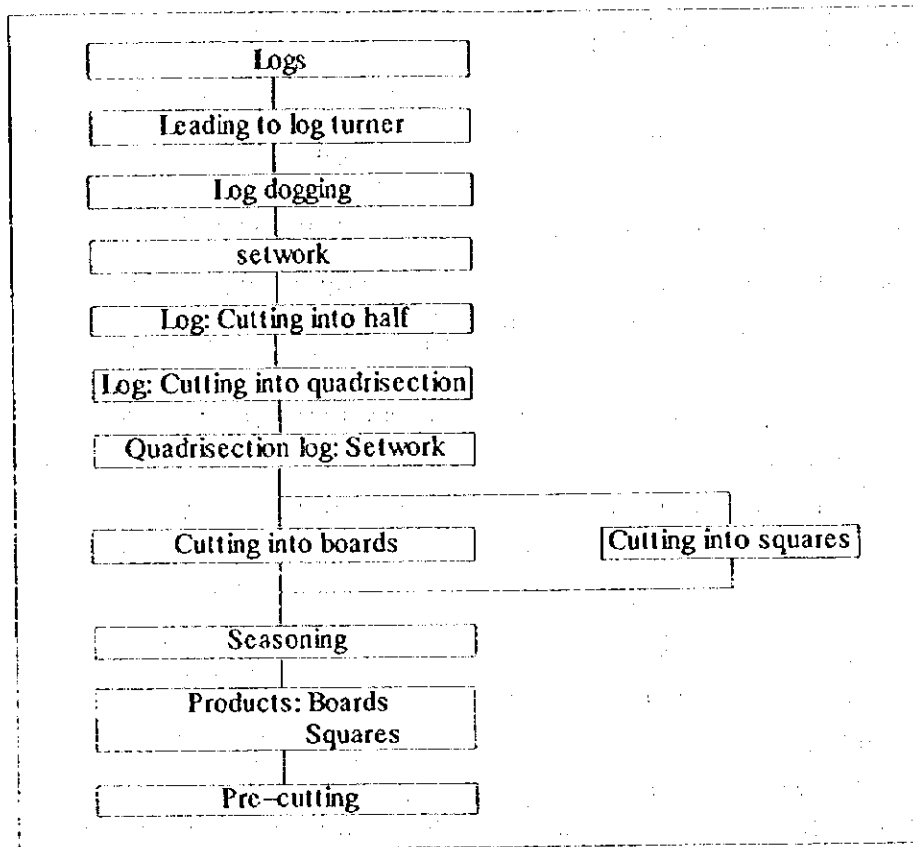 Logs
Leading to log turner
Log dogging
setwork
Log: Cutting into half
Log: Cutting into quadrisection
Quadrisection log: Setwork
Cutting into boards
Cutting into squares
Seasoning
Products: Boards
Squares
Pre-cutting